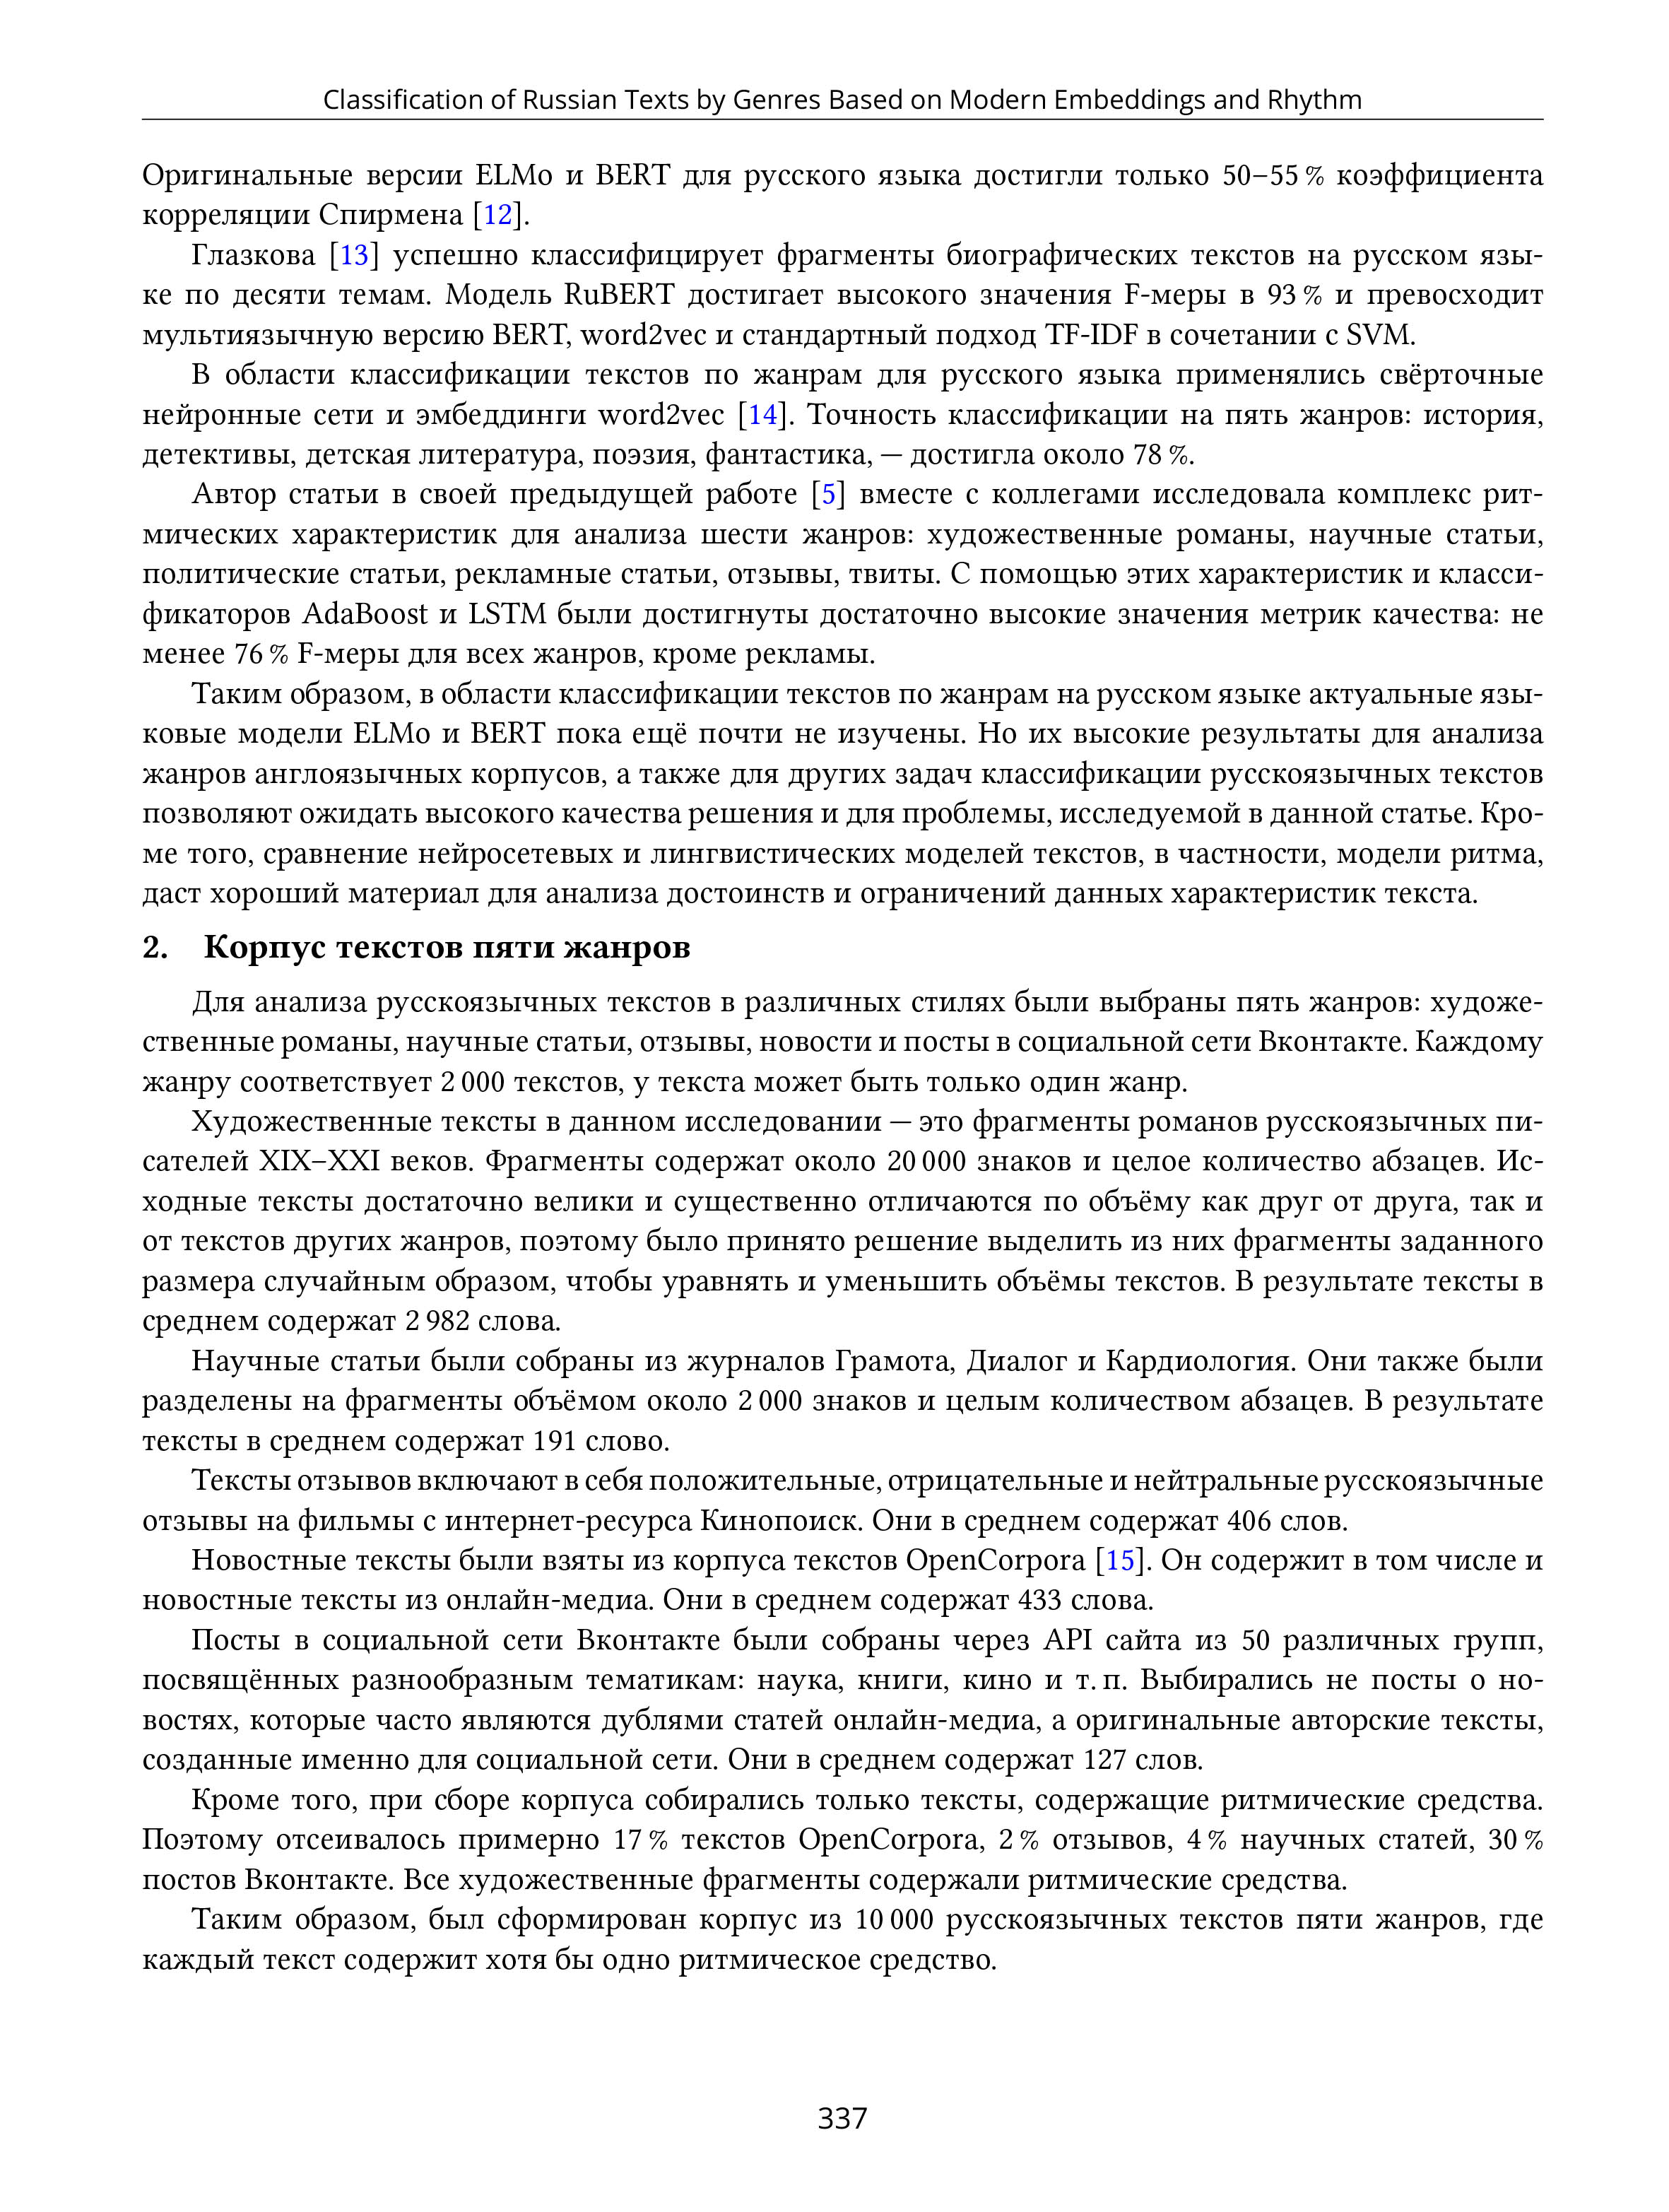 Classification of Russian Texts by Genres Based on Modern Embeddings and Rhythm
Оригинальные версии ELMo и BERT для русского языка достигли только 50–55 % коэффициента
корреляции Спирмена [12].
Глазкова [13] успешно классифицирует фрагменты биографических текстов на русском язы-
ке по десяти темам. Модель RuBERT достигает высокого значения F-меры в 93 % и превосходит
мультиязычную версию BERT, word2vec и стандартный подход TF-IDF в сочетании с SVM.
В области классификации текстов по жанрам для русского языка применялись свёрточные
нейронные сети и эмбеддинги word2vec [14]. Точность классификации на пять жанров: история,
детективы, детская литература, поэзия, фантастика, — достигла около 78 %.
Автор статьи в своей предыдущей работе [5] вместе с коллегами исследовала комплекс рит-
мических характеристик для анализа шести жанров: художественные романы, научные статьи,
политические статьи, рекламные статьи, отзывы, твиты. С помощью этих характеристик и класси-
фикаторов AdaBoost и LSTM были достигнуты достаточно высокие значения метрик качества: не
менее 76 % F-меры для всех жанров, кроме рекламы.
Таким образом, в области классификации текстов по жанрам на русском языке актуальные язы-
ковые модели ELMo и BERT пока ещё почти не изучены. Но их высокие результаты для анализа
жанров англоязычных корпусов, а также для других задач классификации русскоязычных текстов
позволяют ожидать высокого качества решения и для проблемы, исследуемой в данной статье. Кро-
ме того, сравнение нейросетевых и лингвистических моделей текстов, в частности, модели ритма,
даст хороший материал для анализа достоинств и ограничений данных характеристик текста.
2. Корпус текстов пяти жанров
Для анализа русскоязычных текстов в различных стилях были выбраны пять жанров: художе-
ственные романы, научные статьи, отзывы, новости и посты в социальной сети Вконтакте. Каждому
жанру соответствует 2 000 текстов, у текста может быть только один жанр.
Художественные тексты в данном исследовании — это фрагменты романов русскоязычных пи-
сателей XIX–XXI веков. Фрагменты содержат около 20 000 знаков и целое количество абзацев. Ис-
ходные тексты достаточно велики и существенно отличаются по объёму как друг от друга, так и
от текстов других жанров, поэтому было принято решение выделить из них фрагменты заданного
размера случайным образом, чтобы уравнять и уменьшить объёмы текстов. В результате тексты в
среднем содержат 2 982 слова.
Научные статьи были собраны из журналов Грамота, Диалог и Кардиология. Они также были
разделены на фрагменты объёмом около 2 000 знаков и целым количеством абзацев. В результате
тексты в среднем содержат 191 слово.
Тексты отзывов включают в себя положительные, отрицательные и нейтральные русскоязычные
отзывы на фильмы с интернет-ресурса Кинопоиск. Они в среднем содержат 406 слов.
Новостные тексты были взяты из корпуса текстов OpenCorpora [15]. Он содержит в том числе и
новостные тексты из онлайн-медиа. Они в среднем содержат 433 слова.
Посты в социальной сети Вконтакте были собраны через API сайта из 50 различных групп,
посвящённых разнообразным тематикам: наука, книги, кино и т. п. Выбирались не посты о но-
востях, которые часто являются дублями статей онлайн-медиа, а оригинальные авторские тексты,
созданные именно для социальной сети. Они в среднем содержат 127 слов.
Кроме того, при сборе корпуса собирались только тексты, содержащие ритмические средства.
Поэтому отсеивалось примерно 17 % текстов OpenCorpora, 2 % отзывов, 4 % научных статей, 30 %
постов Вконтакте. Все художественные фрагменты содержали ритмические средства.
Таким образом, был сформирован корпус из 10 000 русскоязычных текстов пяти жанров, где
каждый текст содержит хотя бы одно ритмическое средство.
337